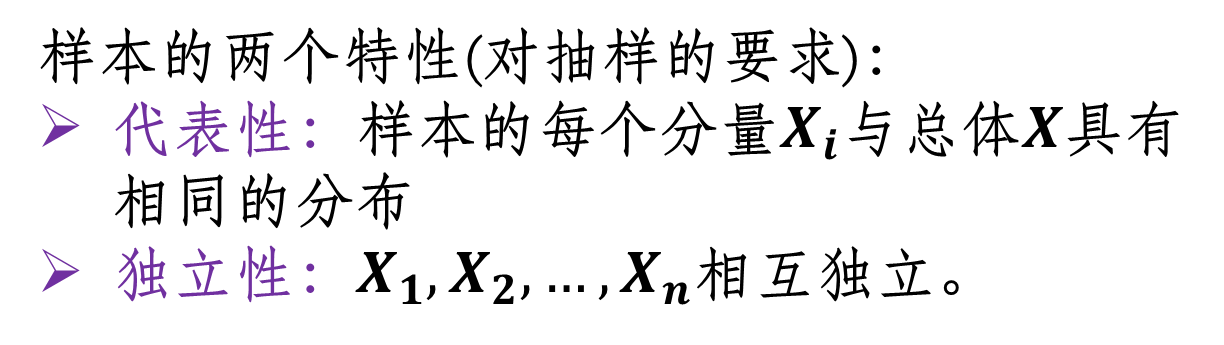 样本的两个特性(对抽样的要求):
➢ 代表性：样本的每个分量Xᵢ与总体X具有
相同的分布
➢ 独立性：X₁,X₂,…,Xₙ相互独立。